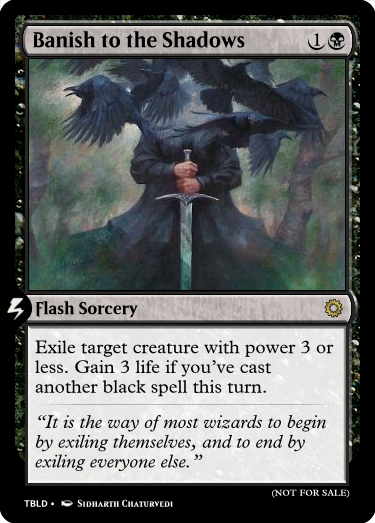 Banish to the Shadows 1
Flash Sorcery
Exile target creature with power 3 or
less. Gain 3 life if you've cast
another black spell this turn.
“It is the way of most wizards to begin
by exiling themselves, and to end by
exiling everyone else.”
(NOT FOR SALE)
TBLD • Sidharth Chaturvedi